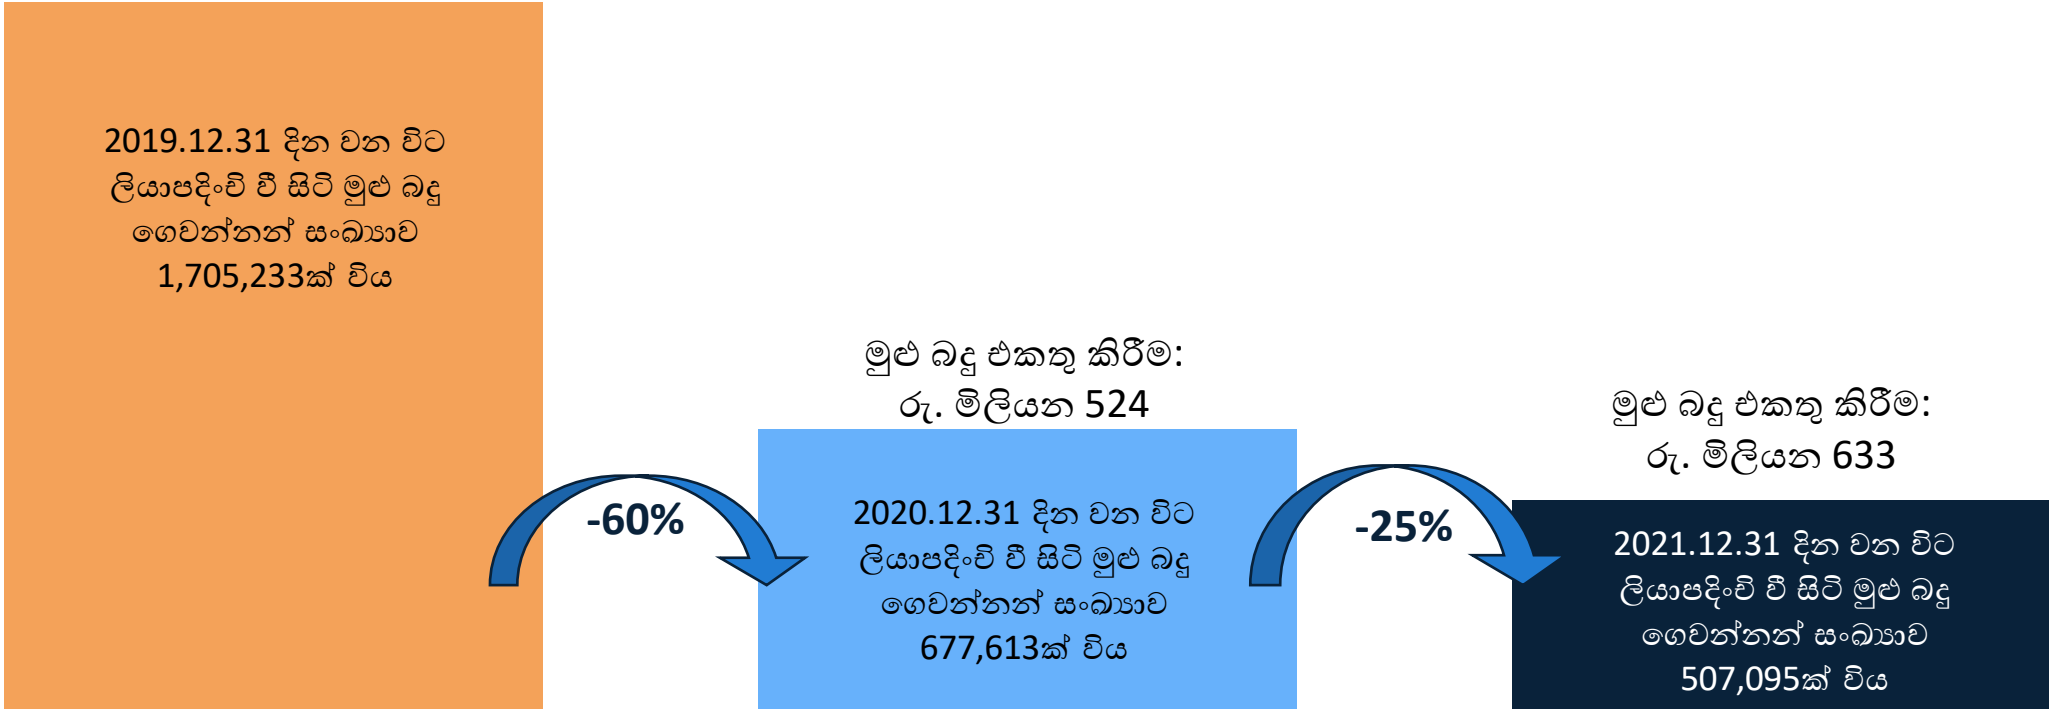 2019.12.31 දින වන විට
ලියාපදිංචි වී සිටි මුළු බදු
ගෙවන්නන් සංඛ්‍යාව
1,705,233ක් විය
-60%
මුළු බදු එකතු කිරීම:
රු. මිලියන 524
2020.12.31 දින වන විට
ලියාපදිංචි වී සිටි මුළු බදු
ගෙවන්නන් සංඛ්‍යාව
677,613ක් විය
-25%
මුළු බදු එකතු කිරීම:
රු. මිලියන 633
2021.12.31 දින වන විට
ලියාපදිංචි වී සිටි මුළු බදු
ගෙවන්නන් සංඛ්‍යාව
507,095ක් විය